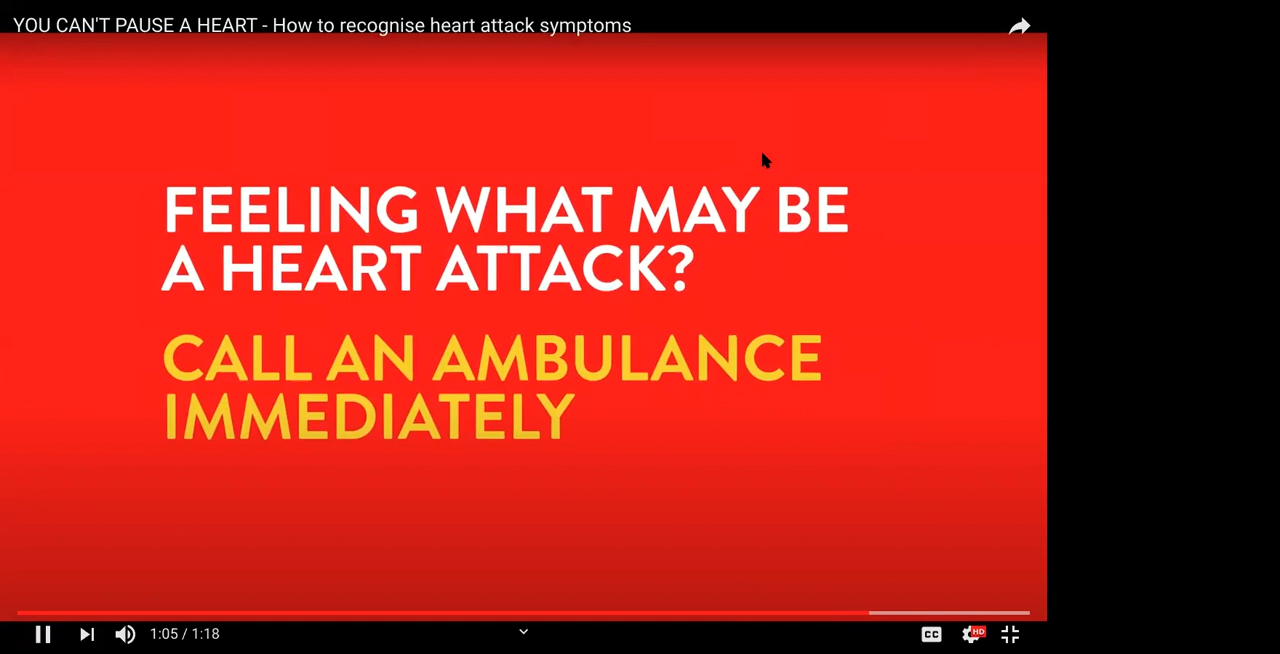 YOU CAN'T PAUSE A HEART - How to recognise heart attack symptoms
FEELING WHAT MAY BE
A HEART ATTACK?
CALL AN AMBULANCE
IMMEDIATELY
1:05 / 1:18
CC
HD